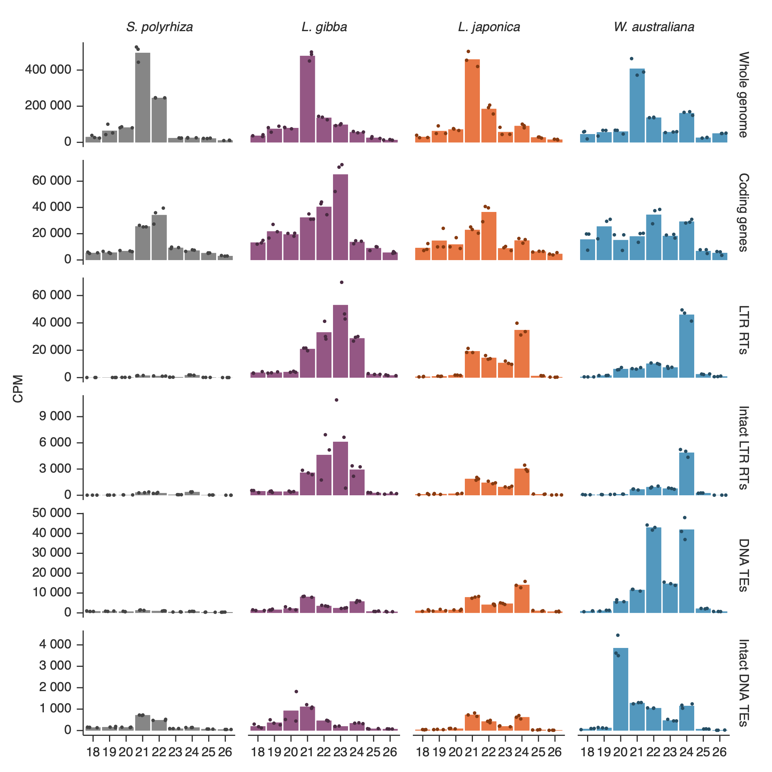 S. polyrhiza L. gibba L. japonica W. australiana
400 000
200 000
0
Whole genome
60 000
40 000
20 000
0
Coding genes
60 000
40 000
20 000
0
LTR RTs
CPM
9 000
6 000
3 000
0
Intact LTR RTs
50 000
40 000
30 000
20 000
10 000
0
DNA TEs
4 000
3 000
2 000
1 000
0
Intact DNA TEs
18 19 20 21 22 23 24 25 26 18 19 20 21 22 23 24 25 26 18 19 20 21 22 23 24 25 26 18 19 20 21 22 23 24 25 26